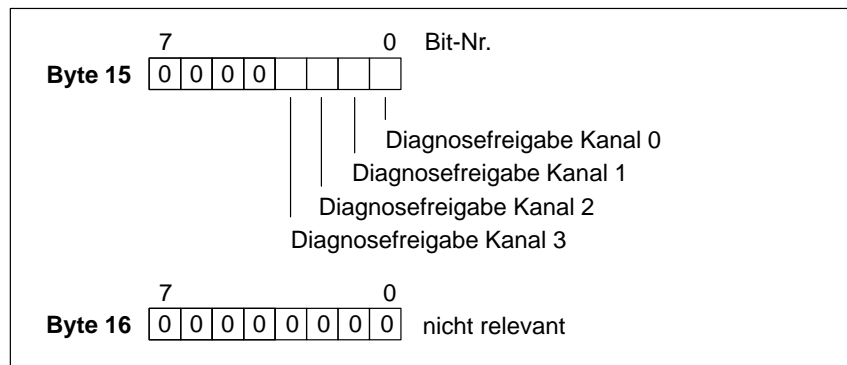 7 0 Bit-Nr.
Byte 15 0 0 0 0
Diagnosefreigabe Kanal 0
Diagnosefreigabe Kanal 1
Diagnosefreigabe Kanal 2
Diagnosefreigabe Kanal 3
7 0
Byte 16 0 0 0 0 0 0 0 0 nicht relevant